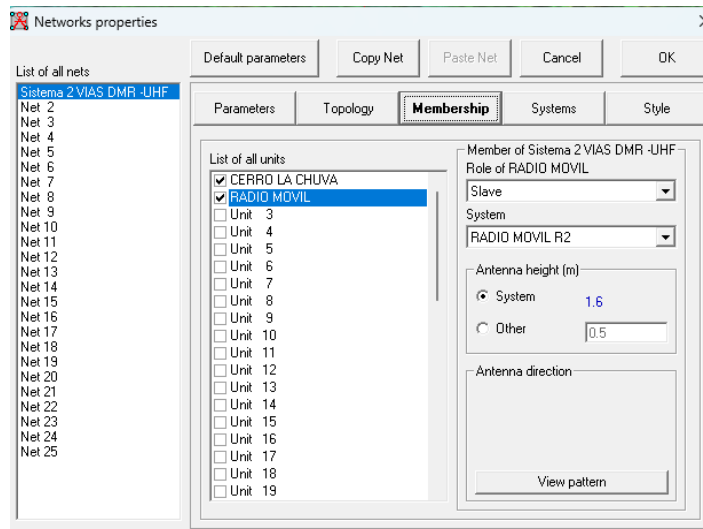 Networks properties
Default parameters
Copy Net
Paste Net
Cancel
OK
List of all nets
Sistema 2 VIAS DMR -UHF
Net 2
Net 3
Net 4
Net 5
Net 6
Net 7
Net 8
Net 9
Net 10
Net 11
Net 12
Net 13
Net 14
Net 15
Net 16
Net 17
Net 18
Net 19
Net 20
Net 21
Net 22
Net 23
Net 24
Net 25
Parameters
Topology
Membership
Systems
Style
List of all units
CERRO LA CHUVA
RADIO MOVIL
Unit 3
Unit 4
Unit 5
Unit 6
Unit 7
Unit 8
Unit 9
Unit 10
Unit 11
Unit 12
Unit 13
Unit 14
Unit 15
Unit 16
Unit 17
Unit 18
Unit 19
Member of Sistema 2 VIAS DMR -UHF
Role of RADIO MOVIL
Slave
System
RADIO MOVIL R2
Antenna height (m)
System 1.6
Other 0.5
Antenna direction
View pattern